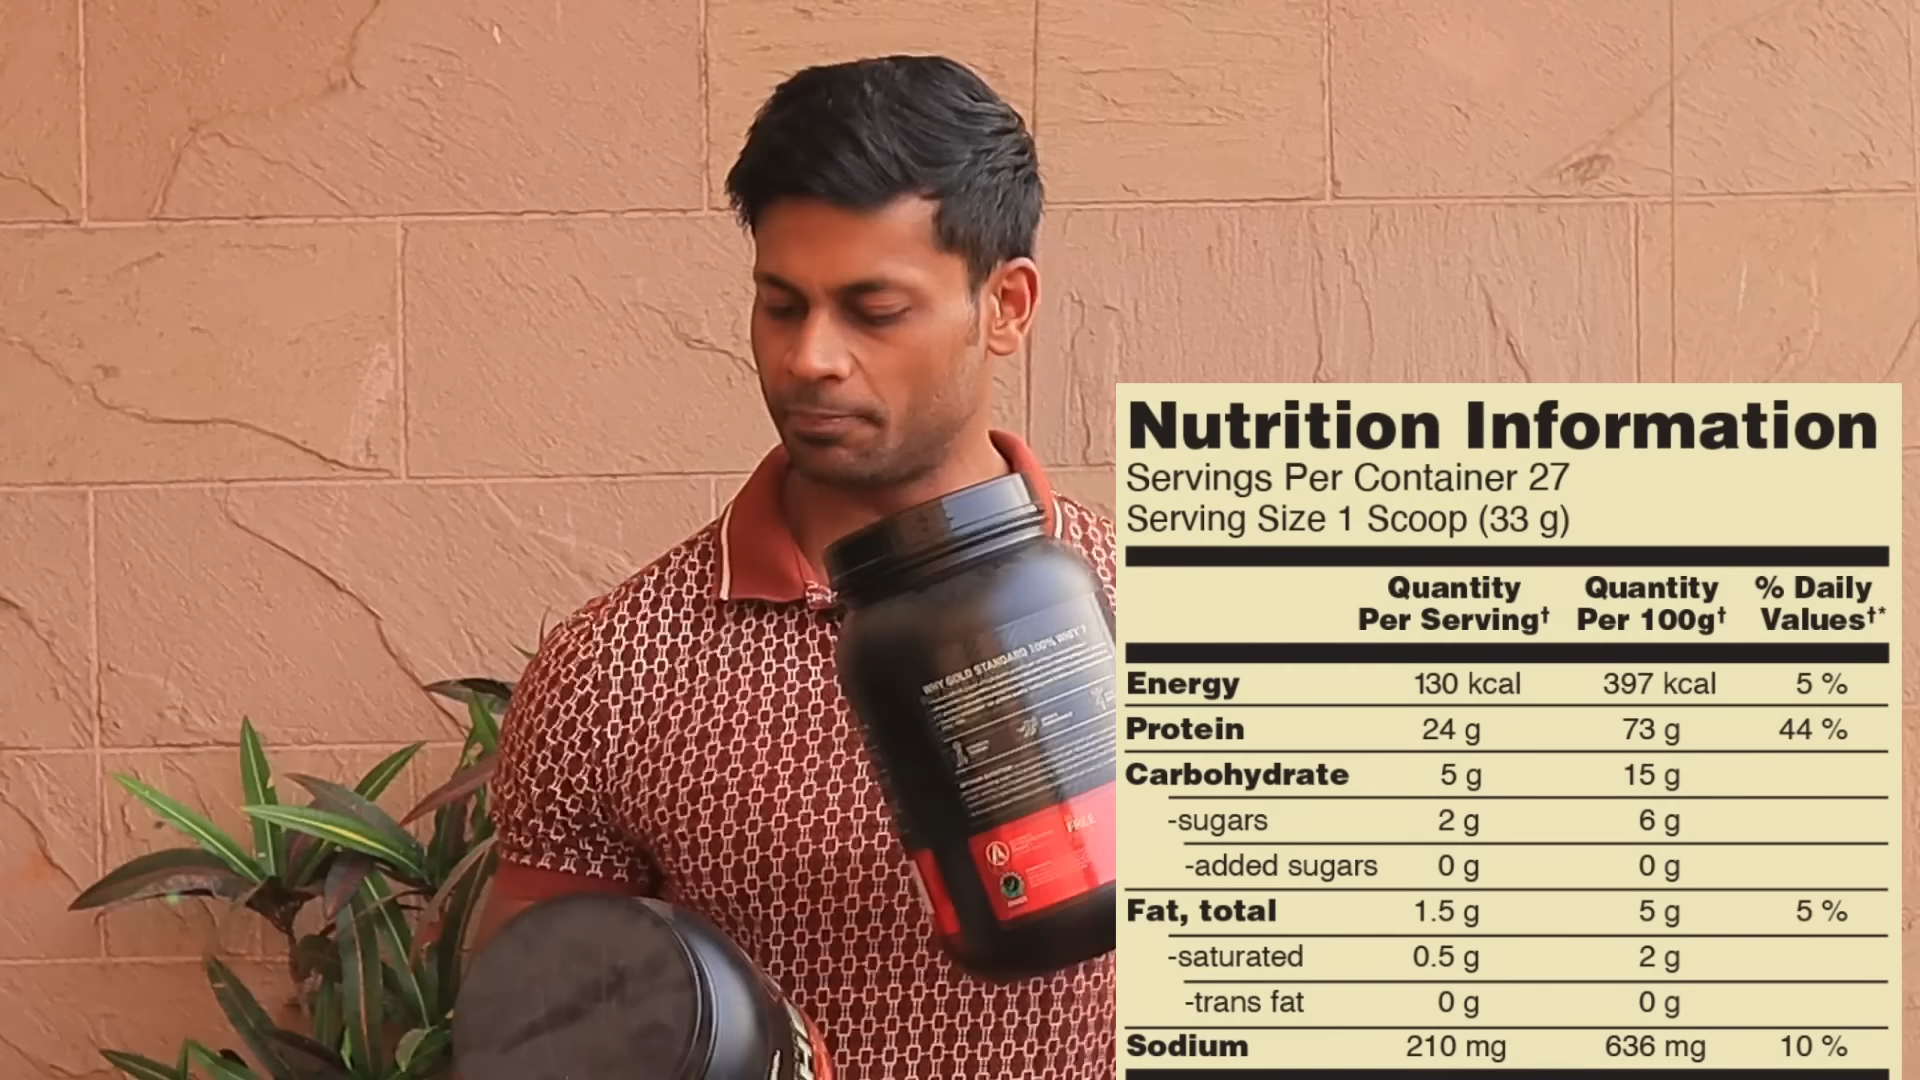 WHY GOLD STANDARD 100% WHEY?
FREE
Nutrition Information
Servings Per Container 27
Serving Size 1 Scoop (33 g)
Quantity Per Serving† Quantity Per 100g† % Daily Values†*
Energy 130 kcal 397 kcal 5 %
Protein 24 g 73 g 44 %
Carbohydrate 5 g 15 g
-sugars 2 g 6 g
-added sugars 0 g 0 g
Fat, total 1.5 g 5 g 5 %
-saturated 0.5 g 2 g
-trans fat 0 g 0 g
Sodium 210 mg 636 mg 10 %